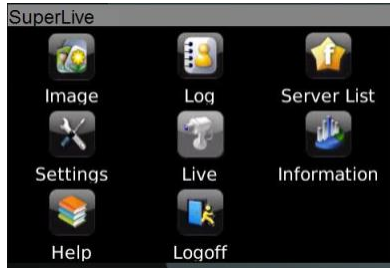 SuperLive
Image Log Server List
Settings Live Information
Help Logoff